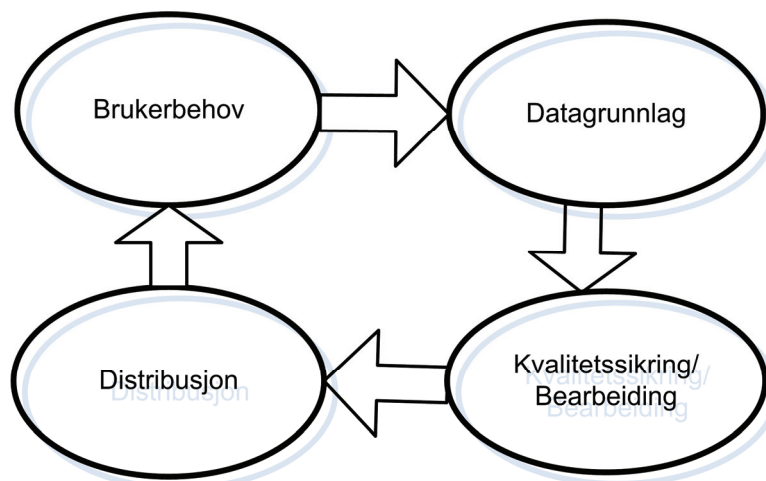 Brukerbehov
Datagrunnlag
Distribusjon
Kvalitetssikring/
Bearbeiding